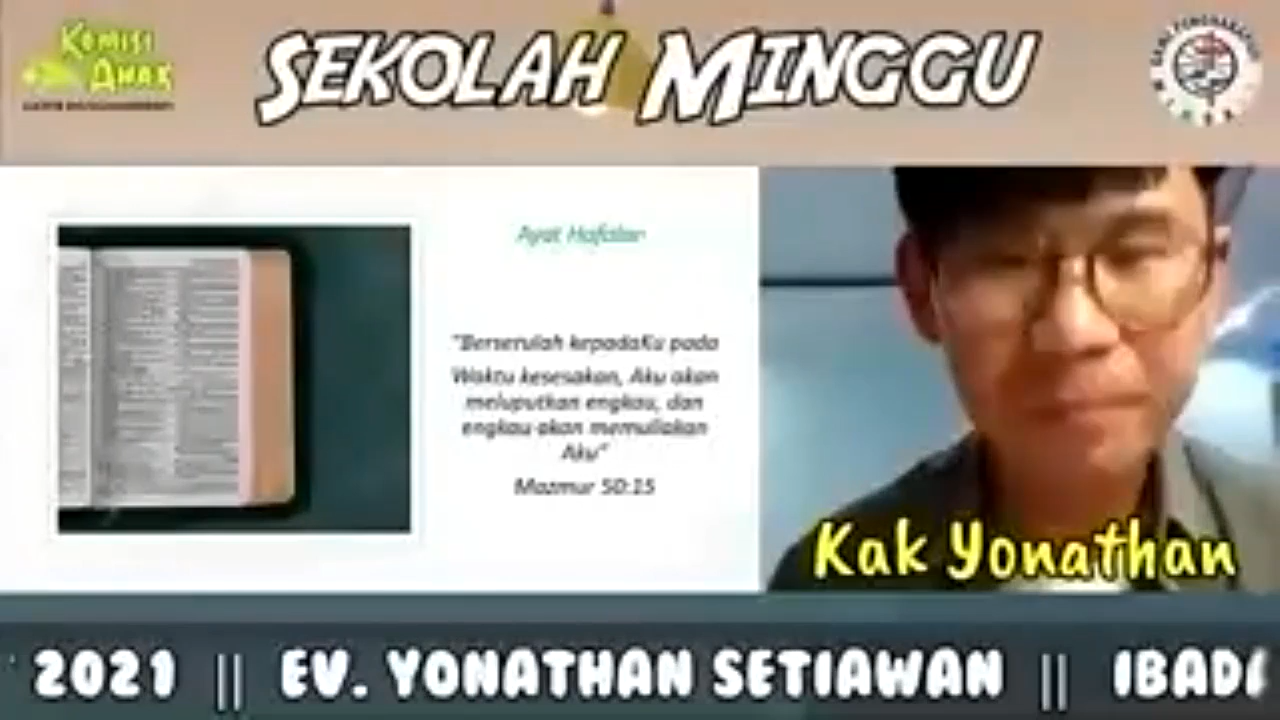 KOMISI
ANAK
SEKOLAH MINGGU
Ayat Hafalan
"Berserulah kepadaKu pada
Waktu kesesakan, Aku akan
meluputkan engkau, dan
engkau akan memuliakan
Aku"
Mazmur 50:15
Kak Yonathan
2021 || EV. YONATHAN SETIAWAN || IBADA